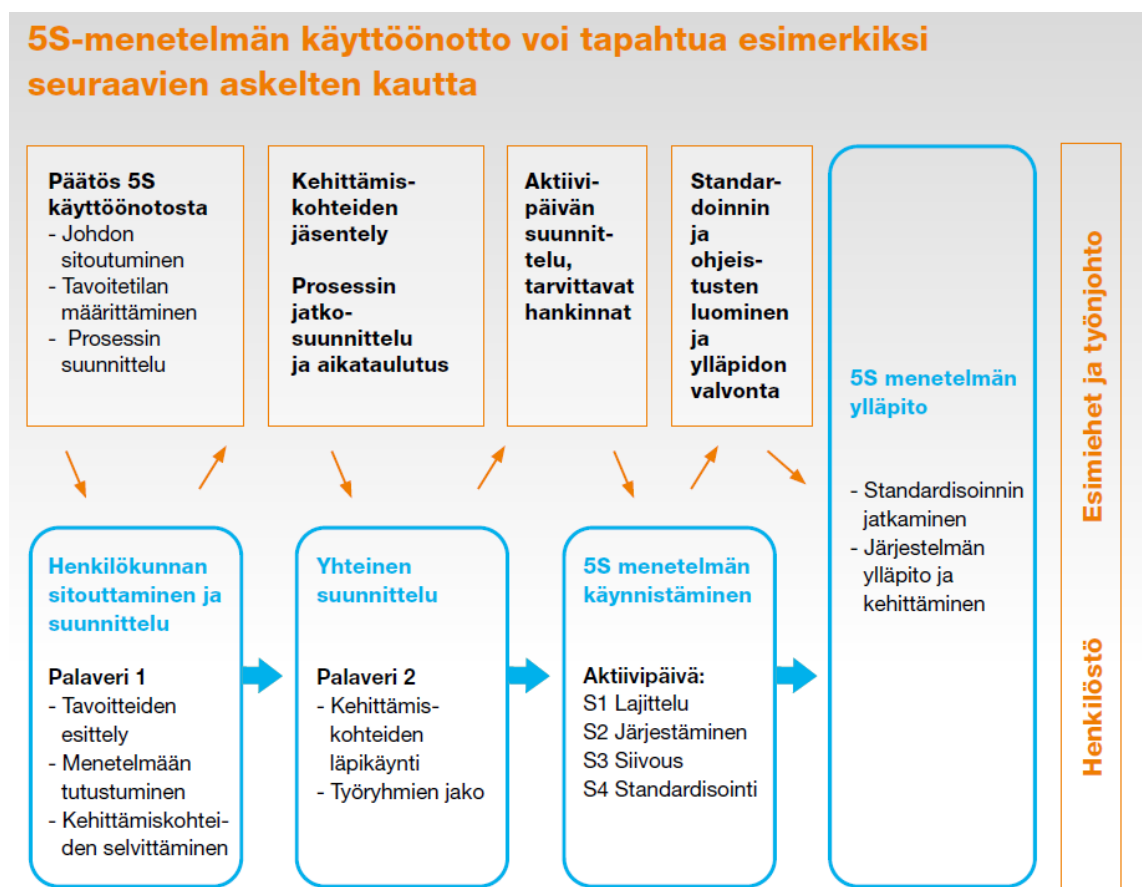 5S-menetelmän käyttöönotto voi tapahtua esimerkiksi
seuraavien askelten kautta
Päätös 5S
käyttöönotosta
- Johdon
sitoutuminen
- Tavoitetilan
määrittäminen
- Prosessin
suunnittelu
Kehittämis-
kohteiden
jäsentely
Prosessin
jatko-
suunnittelu
ja aikataulutus
Aktiivi-
päivän
suunnit-
telu,
tarvittavat
hankinnat
Standar-
doinnin
ja
ohjeis-
tusten
luominen
ja
ylläpidon
valvonta
Henkilökunnan
sitouttaminen ja
suunnittelu
Palaveri 1
- Tavoitteiden
esittely
- Menetelmään
tutustuminen
- Kehittämiskohtei-
den selvittäminen
Yhteinen
suunnittelu
Palaveri 2
- Kehittämis-
kohteiden
läpikäynti
- Työryhmien jako
5S menetelmän
käynnistäminen
Aktiivipäivä:
S1 Lajittelu
S2 Järjestäminen
S3 Siivous
S4 Standardisointi
5S menetelmän
ylläpito
- Standardisoinnin
jatkaminen
- Järjestelmän
ylläpito ja
kehittäminen
Esimiehet ja työnjohto
Henkilöstö